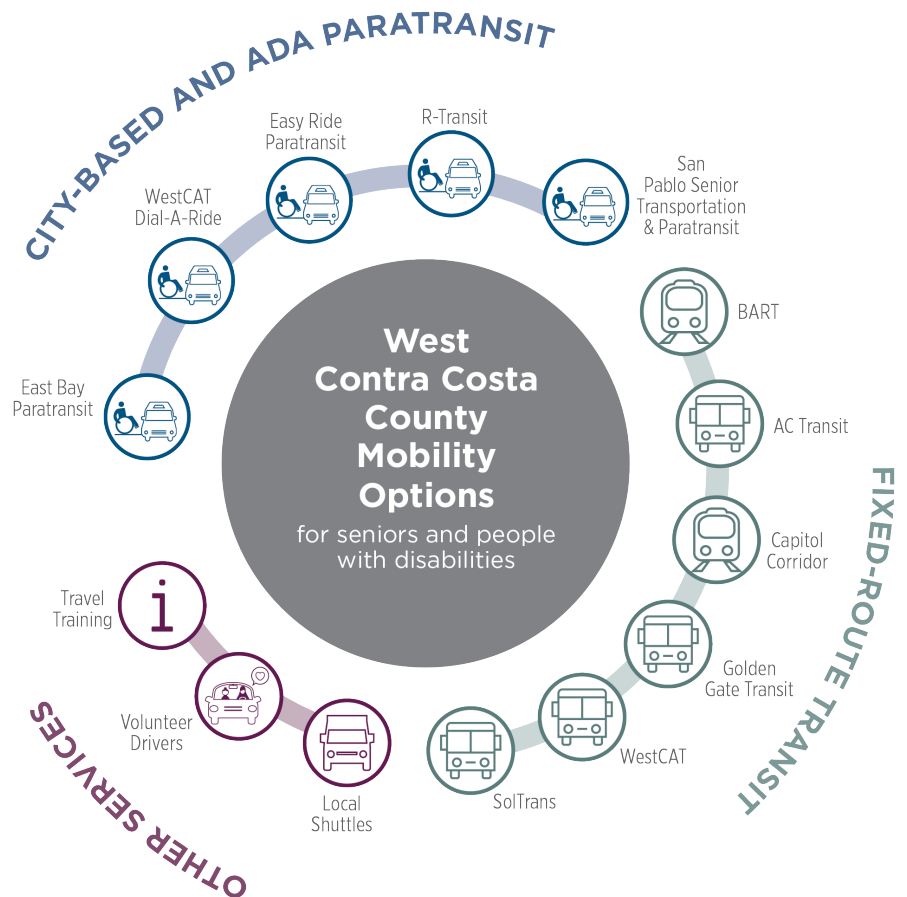 CITY-BASED AND ADA PARATRANSIT
East Bay
Paratransit
WestCAT
Dial-A-Ride
Easy Ride
Paratransit
R-Transit
San
Pablo Senior
Transportation
& Paratransit
West
Contra Costa
County
Mobility
Options
for seniors and people
with disabilities
FIXED-ROUTE TRANSIT
BART
AC Transit
Capitol
Corridor
Golden
Gate Transit
WestCAT
SolTrans
OTHER SERVICES
i
Travel
Training
Volunteer
Drivers
Local
Shuttles